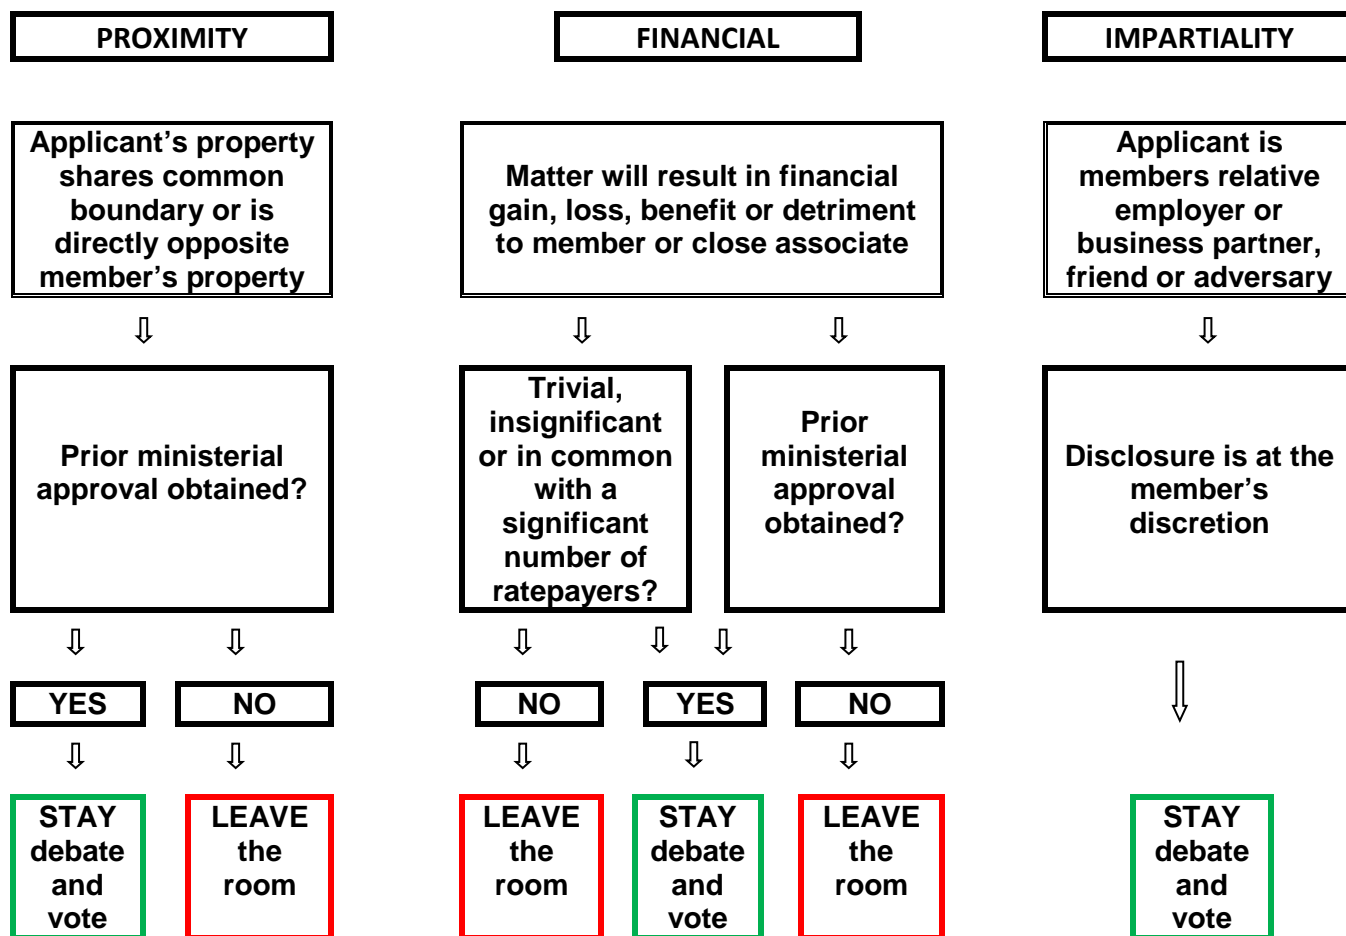 PROXIMITY
FINANCIAL
IMPARTIALITY
Applicant’s property
shares common
boundary or is
directly opposite
member’s property
Matter will result in financial
gain, loss, benefit or detriment
to member or close associate
Applicant is
members relative
employer or
business partner,
friend or adversary
Prior ministerial
approval obtained?
Trivial,
insignificant
or in common
with a
significant
number of
ratepayers?
Prior
ministerial
approval
obtained?
Disclosure is at the
member’s
discretion
YES
NO
NO
YES
NO
STAY
debate
and
vote
LEAVE
the
room
LEAVE
the
room
STAY
debate
and
vote
LEAVE
the
room
STAY
debate
and
vote